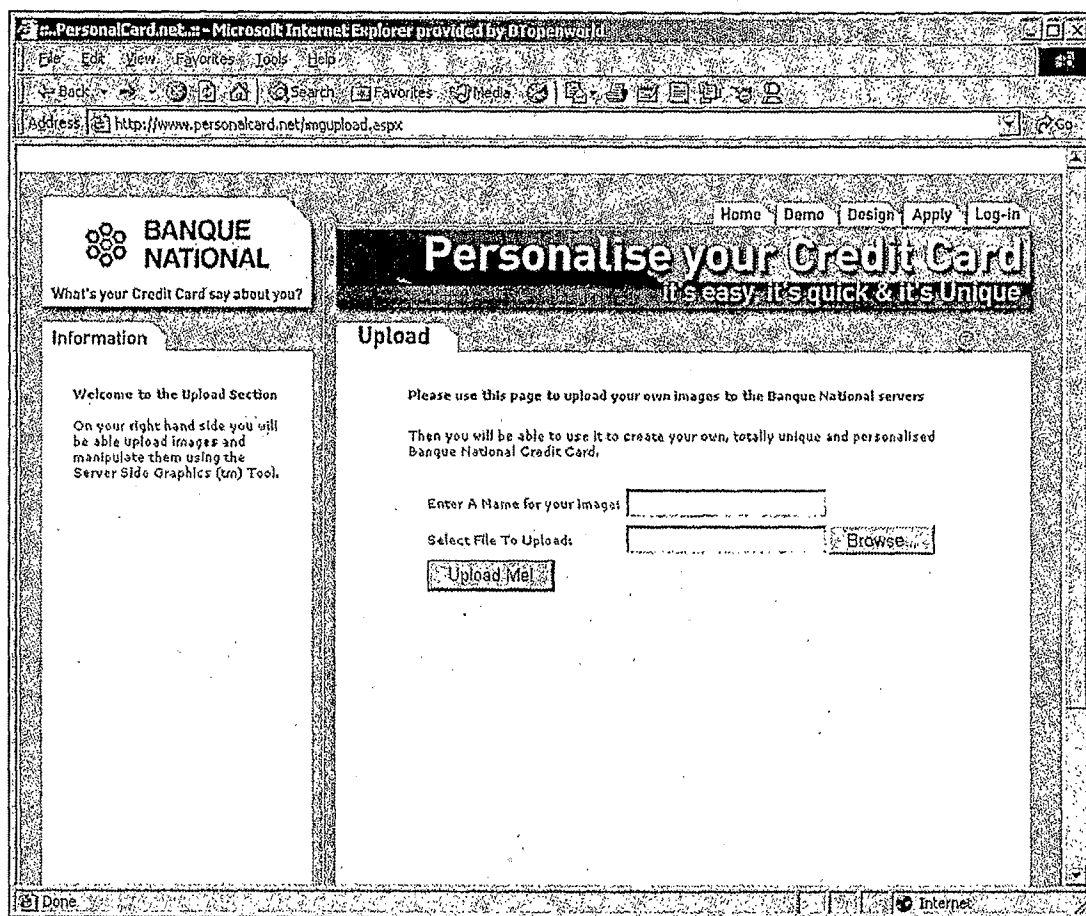 ::..PersonalCard.net..:: - Microsoft Internet Explorer provided by BTopenworld
File Edit View Favorites Tools Help
Back Search Favorites Media
Address http://www.personalcard.net/imgupload.aspx Go
Home Demo Design Apply Log-in
BANQUE
NATIONAL
What's your Credit Card say about you?
Personalise your Credit Card
it's easy, it's quick & it's Unique
Information
Welcome to the Upload Section
On your right hand side you will
be able upload images and
manipulate them using the
Server Side Graphics (tm) Tool.
Upload
Please use this page to upload your own images to the Banque National servers
Then you will be able to use it to create your own, totally unique and personalised
Banque National Credit Card.
Enter A Name for your Image:
Select File To Upload: Browse...
Upload Me!
Done Internet